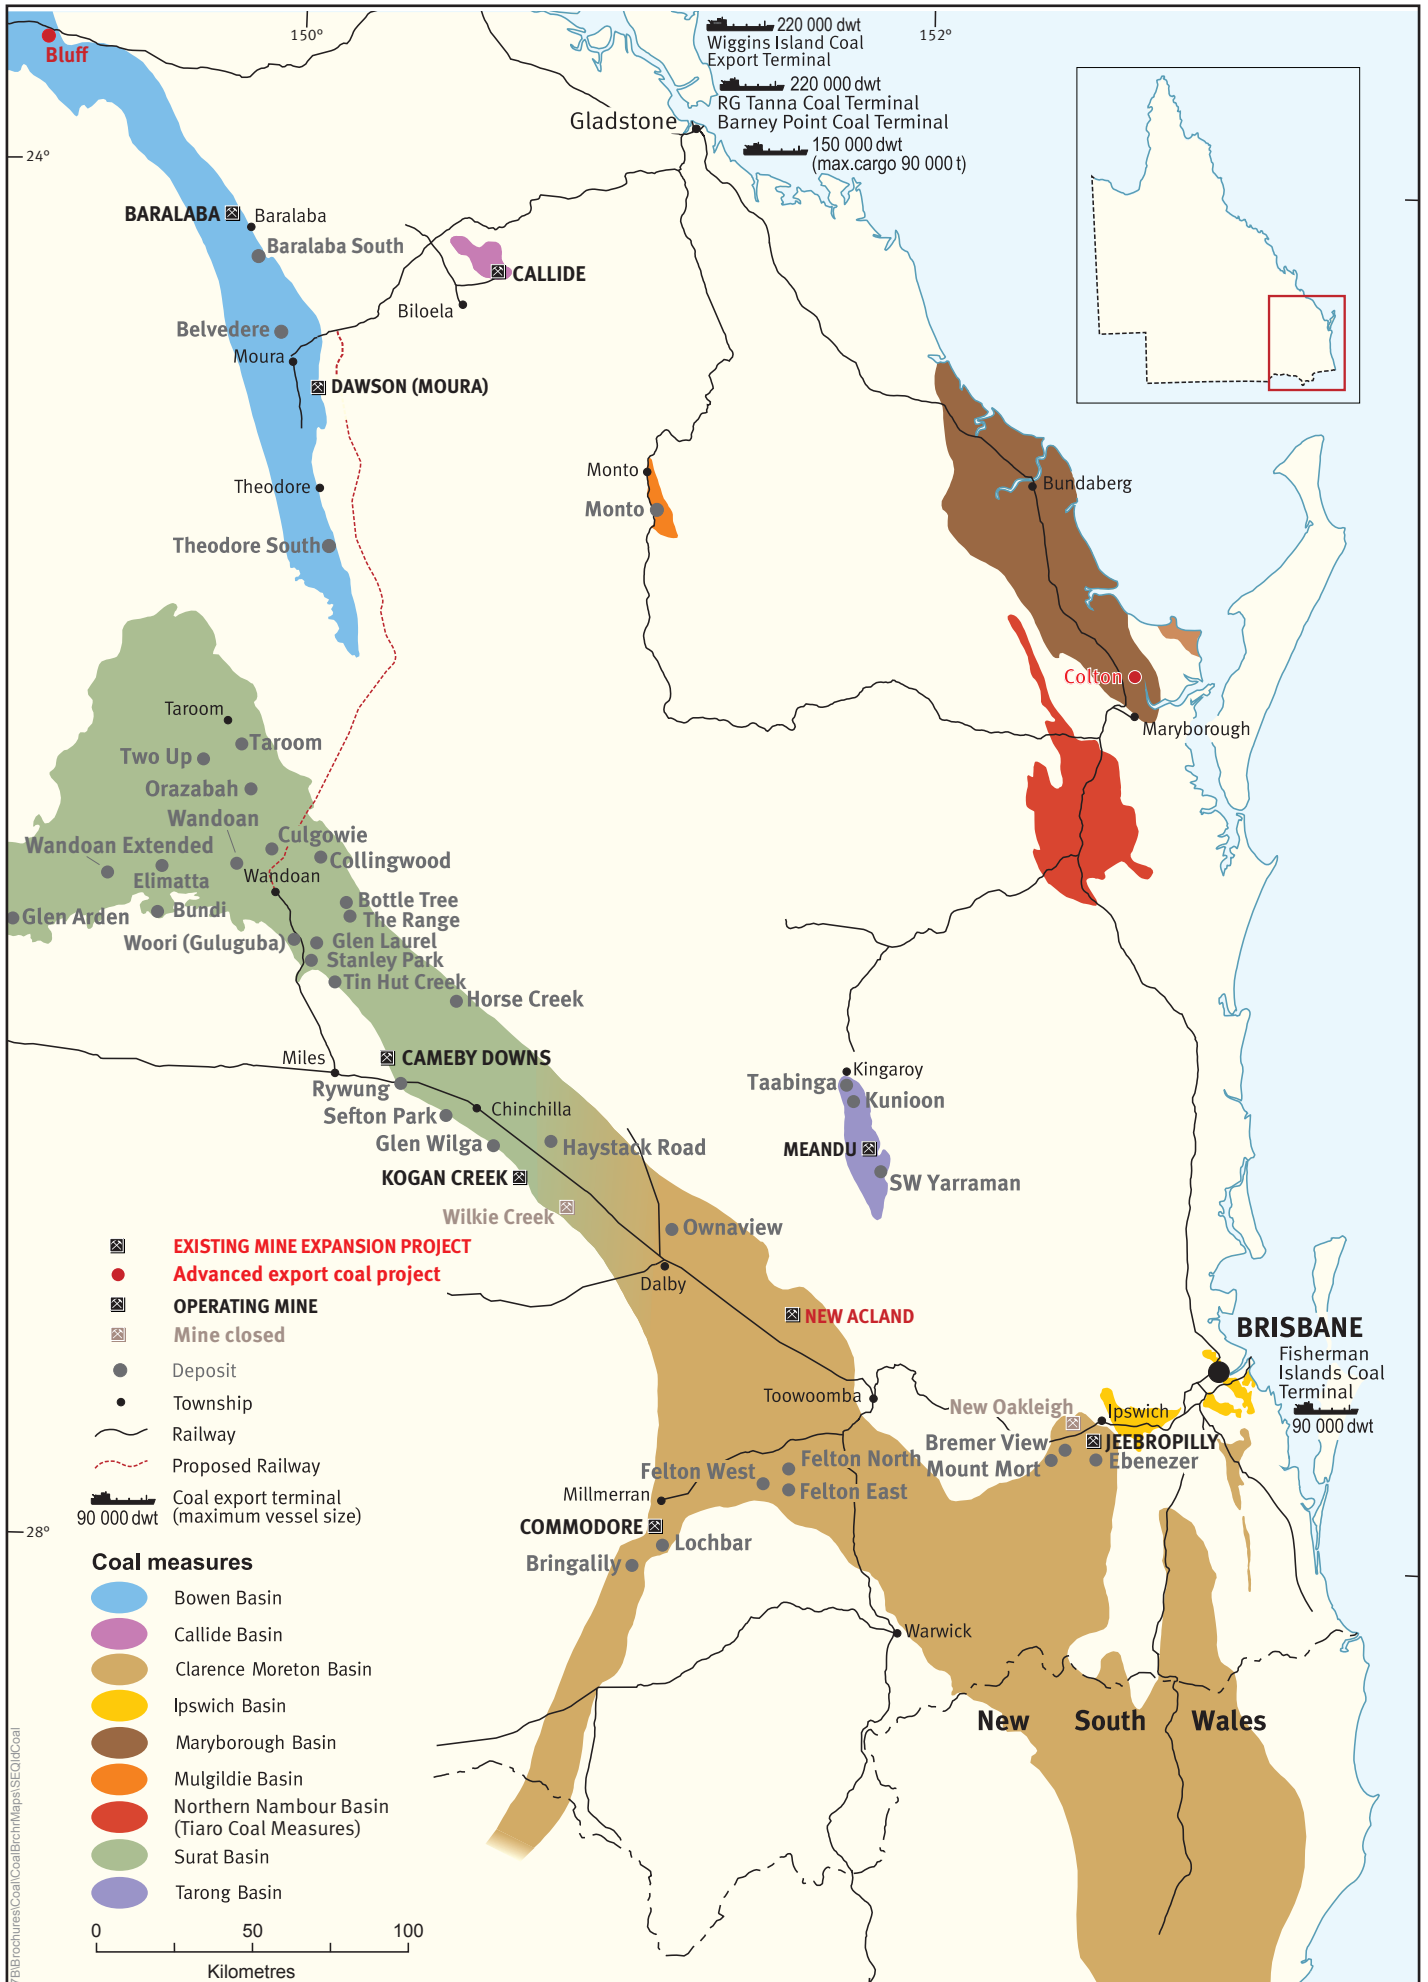 150°
152°
Bluff
220 000 dwt
Wiggins Island Coal
Export Terminal
220 000 dwt
RG Tanna Coal Terminal
Barney Point Coal Terminal
150 000 dwt
(max.cargo 90 000 t)
Gladstone
24°
BARALABA
Baralaba
Baralaba South
CALLIDE
Biloela
Belvedere
Moura
DAWSON (MOURA)
Theodore
Theodore South
Monto
Monto
Bundaberg
Colton
Maryborough
Taroom
Taroom
Two Up
Orazabah
Wandoan
Culgowie
Wandoan Extended
Collingwood
Elimatta
Wandoan
Bottle Tree
Bundi
The Range
Glen Arden
Woori (Guluguba)
Glen Laurel
Stanley Park
Tin Hut Creek
Horse Creek
Miles
CAMEBY DOWNS
Rywung
Sefton Park
Chinchilla
Glen Wilga
Haystack Road
KOGAN CREEK
Wilkie Creek
Kingaroy
Taabinga
Kunioon
MEANDU
SW Yarraman
Ownaview
Dalby
NEW ACLAND
BRISBANE
Fisherman
Islands Coal
Terminal
90 000 dwt
Toowoomba
New Oakleigh
Ipswich
Bremer View
JEEBROPILLY
Mount Mort
Ebenezer
Felton North
Felton West
Felton East
Millmerran
COMMODORE
Lochbar
Bringalily
28°
Warwick
New South Wales
EXISTING MINE EXPANSION PROJECT
Advanced export coal project
OPERATING MINE
Mine closed
Deposit
Township
Railway
Proposed Railway
Coal export terminal
90 000 dwt (maximum vessel size)
Coal measures
Bowen Basin
Callide Basin
Clarence Moreton Basin
Ipswich Basin
Maryborough Basin
Mulgildie Basin
Northern Nambour Basin
(Tiaro Coal Measures)
Surat Basin
Tarong Basin
0 50 100
Kilometres
7B\Brochures\Coal\CoalBrchrMaps\SEQldCoal